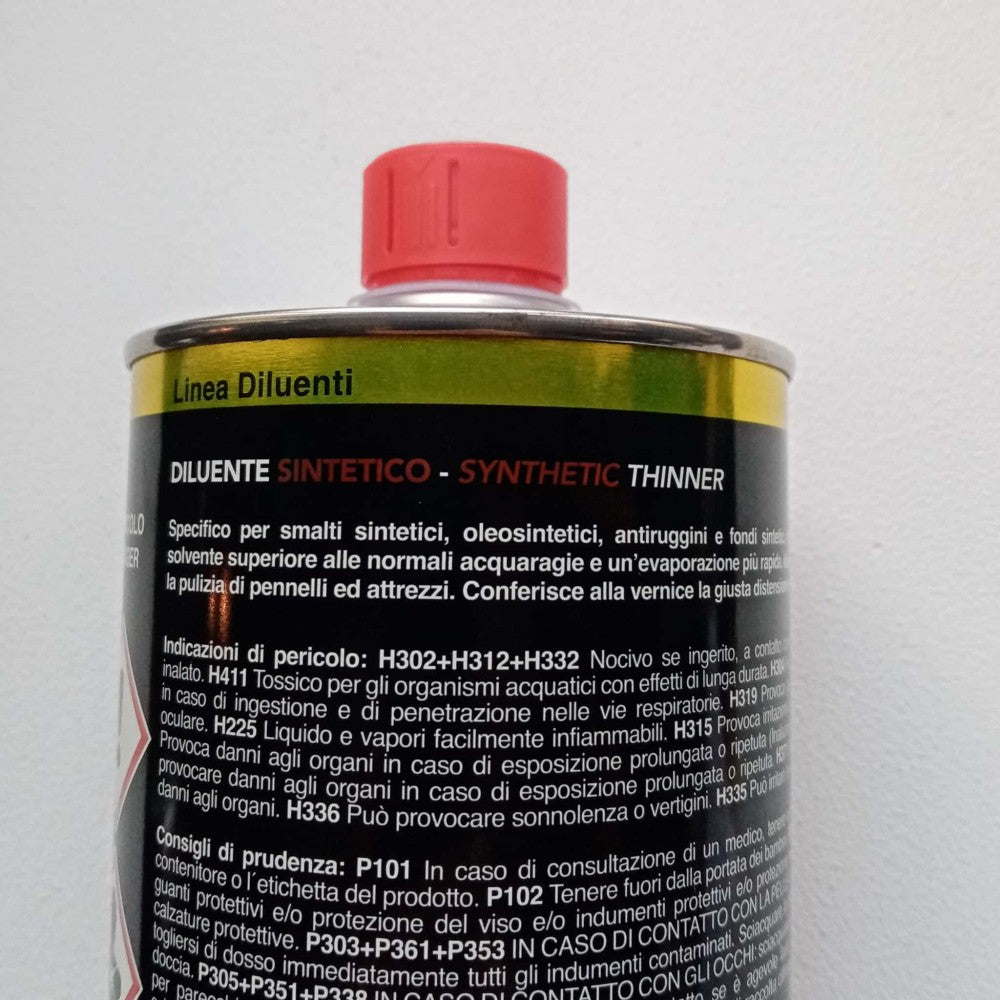 Linea Diluenti
DILUENTE SINTETICO - SYNTHETIC THINNER
Specifico per smalti sintetici, oleosintetici, antiruggini e fondi
solvente superiore alle normali acquaragie e un'evaporazione più rapida.
la pulizia di pennelli ed attrezzi. Conferisce alla vernice la giusta
Indicazioni di pericolo: H302+H312+H332 Nocivo se ingerito, a contatto
inalato. H411 Tossico per gli organismi acquatici con effetti di lunga durata. H304
in caso di ingestione e di penetrazione nelle vie respiratorie. H319 Provoca
oculare. H225 Liquido e vapori facilmente infiammabili. H315 Provoca
Provoca danni agli organi in caso di esposizione prolungata o ripetuta
provocare danni agli organi in caso di esposizione prolungata o ripetuta.
danni agli organi. H336 Può provocare sonnolenza o vertigini. H335 Può
Consigli di prudenza: P101 In caso di consultazione di un medico, tenere
contenitore o l'etichetta del prodotto. P102 Tenere fuori dalla portata dei
guanti protettivi e/o protezione del viso e/o indumenti protettivi e/o
calzature protettive. P303+P361+P353 IN CASO DI CONTATTO CON LA
togliersi di dosso immediatamente tutti gli indumenti contaminati. Sciacquare
doccia. P305+P351+P338 IN CASO DI CONTATTO CON GLI OCCHI:
se è agevole